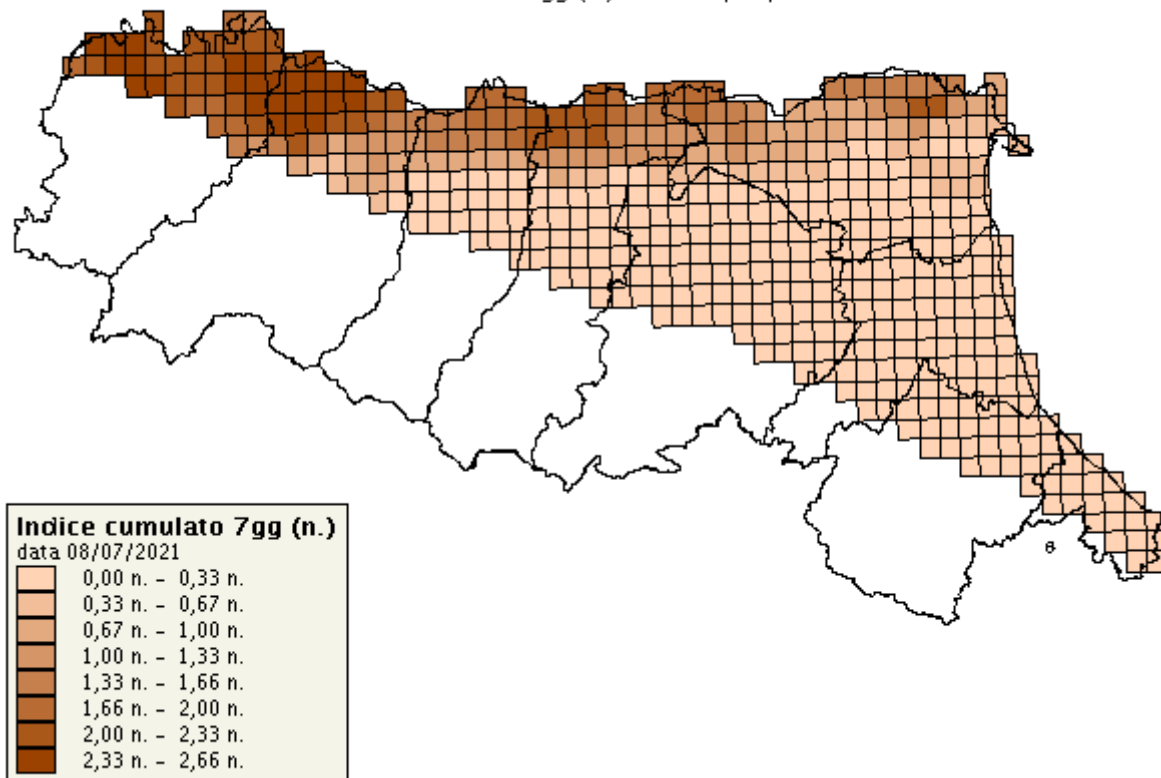 Indice cumulato 7gg (n.)
data 08/07/2021
0,00 n. - 0,33 n.
0,33 n. - 0,67 n.
0,67 n. - 1,00 n.
1,00 n. - 1,33 n.
1,33 n. - 1,66 n.
1,66 n. - 2,00 n.
2,00 n. - 2,33 n.
2,33 n. - 2,66 n.